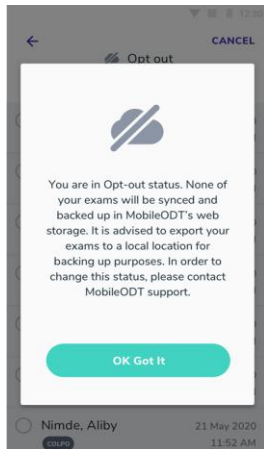 12:30
CANCEL
Opt out
You are in Opt-out status. None of
your exams will be synced and
backed up in MobileODT's web
storage. It is advised to export your
exams to a local location for
backing up purposes. In order to
change this status, please contact
MobileODT support.
OK Got It
Nimde, Aliby
21 May 2020
COLPO
11:52 AM